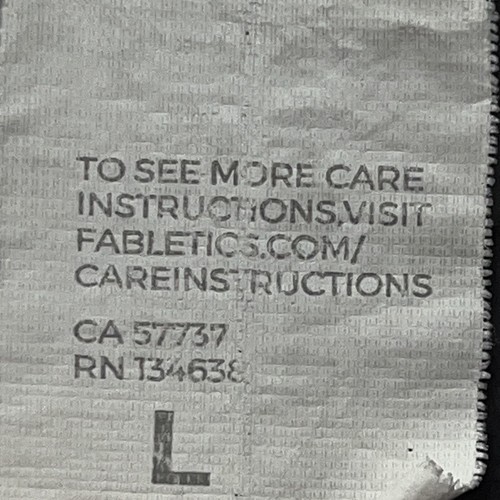 TO SEE MORE CARE
INSTRUCTIONS,VISIT
FABLETICS.COM/
CAREINSTRUCTIONS
CA 57737
RN 134638
L